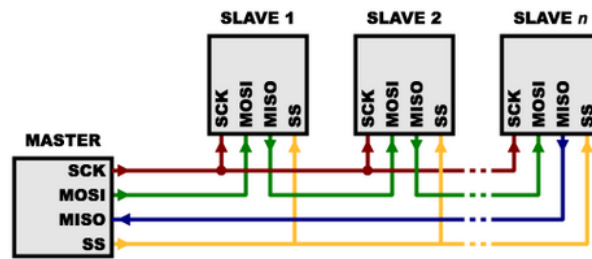 SLAVE 1
SLAVE 2
SLAVE n
SCK MOSI MISO SS
SCK MOSI MISO SS
SCK MOSI MISO SS
MASTER
SCK
MOSI
MISO
SS